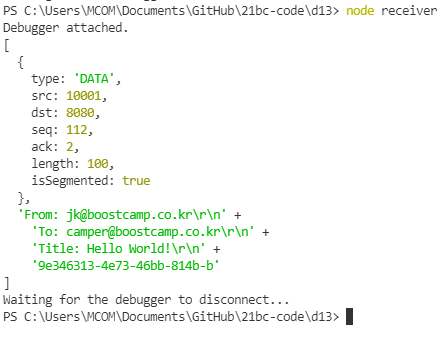 PS C:\Users\MCOM\Documents\GitHub\21bc-code\d13> node receiver
Debugger attached.
[
  {
    type: 'DATA',
    src: 10001,
    dst: 8080,
    seq: 112,
    ack: 2,
    length: 100,
    isSegmented: true
  },
  'From: jk@boostcamp.co.kr\r\n' +
    'To: camper@boostcamp.co.kr\r\n' +
    'Title: Hello World!\r\n' +
    '9e346313-4e73-46bb-814b-b'
]
Waiting for the debugger to disconnect...
PS C:\Users\MCOM\Documents\GitHub\21bc-code\d13>